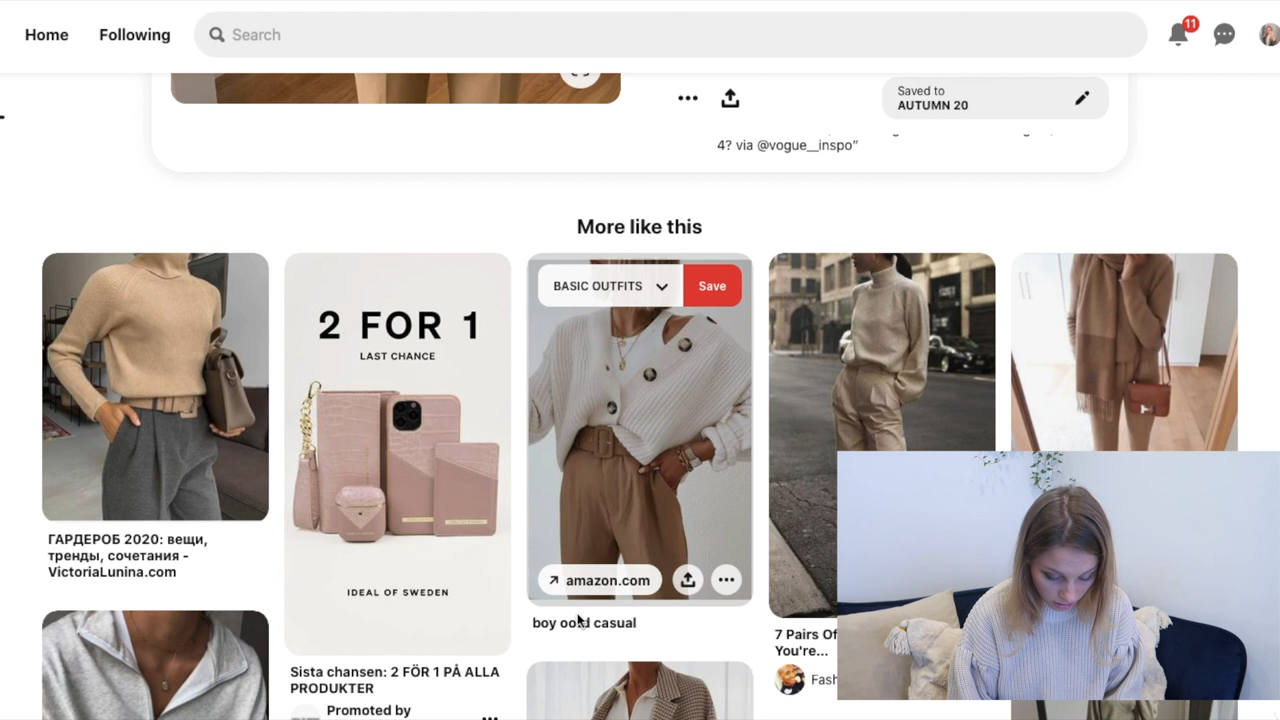 Home
Following
Search
11
Saved to
AUTUMN 20
4? via @vogue__inspo"
More like this
BASIC OUTFITS
Save
2 FOR 1
LAST CHANCE
IDEAL OF SWEDEN
amazon.com
ГАРДЕРОБ 2020: вещи,
тренды, сочетания -
VictoriaLunina.com
Sista chansen: 2 FÖR 1 PÅ ALLA
PRODUKTER
Promoted by
boy casual
7 Pairs Of
You're...
Fash